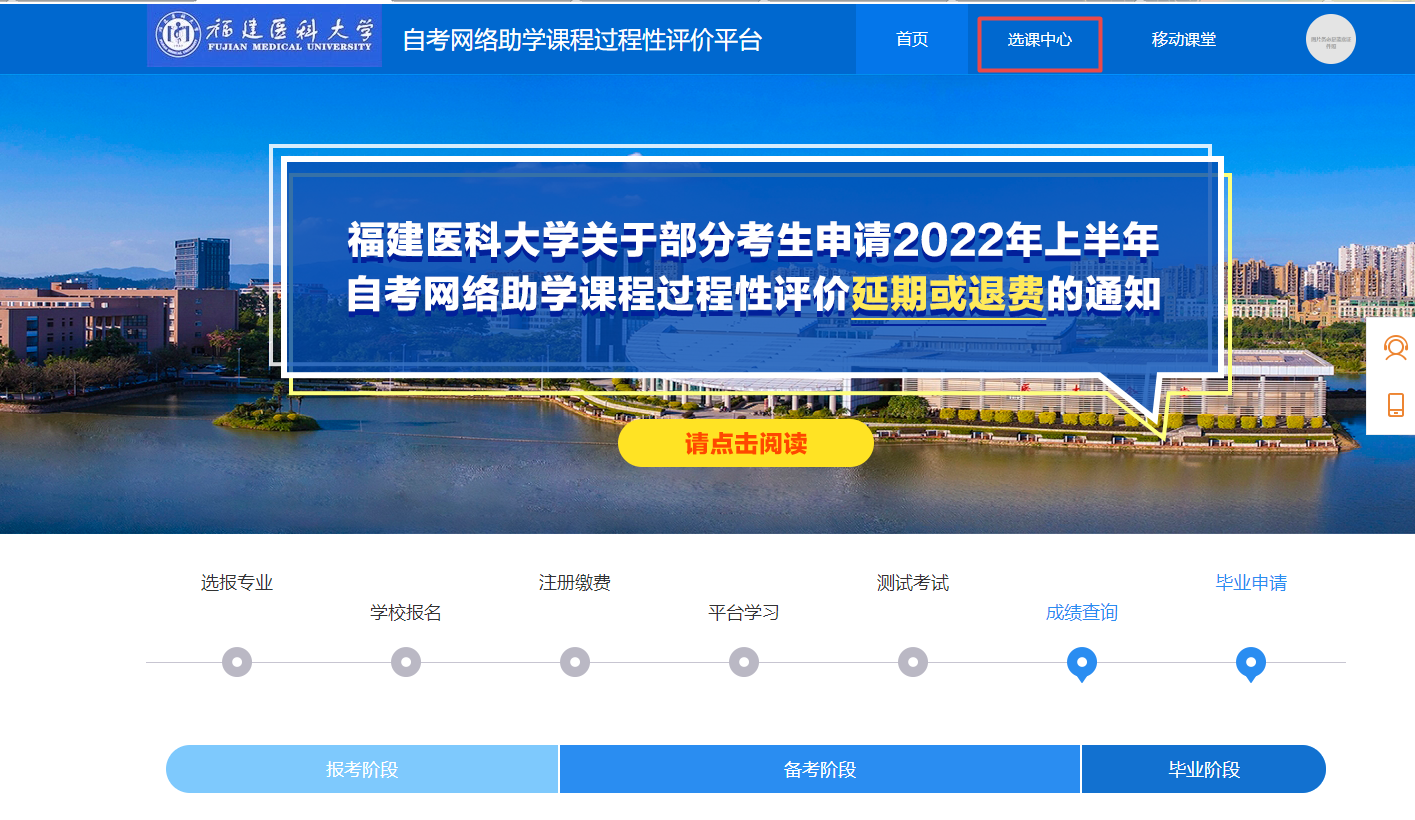 福建医科大学
FUJIAN MEDICAL UNIVERSITY
自考网络助学课程过程性评价平台
首页
选课中心
移动课堂
福建医科大学关于部分考生申请2022年上半年
自考网络助学课程过程性评价延期或退费的通知
请点击阅读
选报专业
学校报名
注册缴费
平台学习
测试考试
成绩查询
毕业申请
报考阶段
备考阶段
毕业阶段